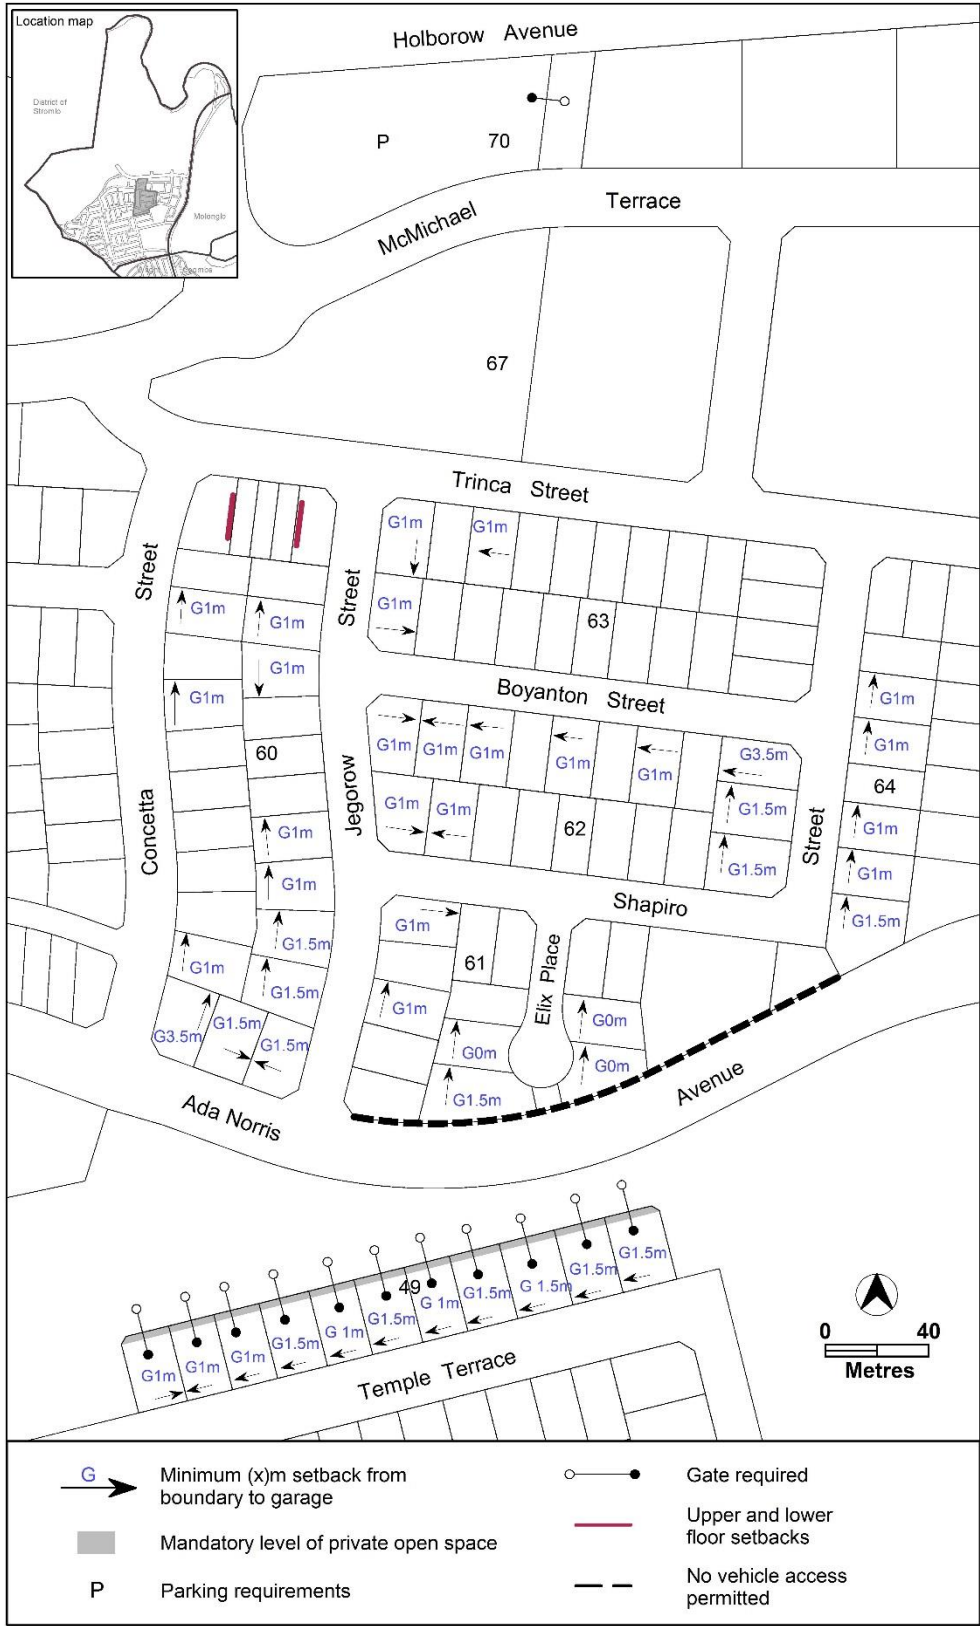 Location map
District of
Stromlo
Molonglo
Holborow Avenue
P
70
McMichael
Terrace
67
Trinca Street
Street
Street
G1m
G1m
G1m
G1m
G1m
63
G1m
G1m
Boyanton Street
G1m
G1m
G1m
G1m
G1m
G3.5m
G1m
60
G1m
64
Concetta
Jegorow
G1m
G1m
62
G1.5m
G1m
Street
G1m
G1.5m
G1m
G1m
Shapiro
G1.5m
G1.5m
G1m
61
Elix Place
G1m
G1.5m
G1m
G0m
G3.5m
G1.5m
G1.5m
G0m
G0m
G1.5m
Avenue
Ada Norris
G1.5m
G1.5m
G 1.5m
G1.5m
49
G 1m
G1.5m
G 1m
G1.5m
G1m
G1m
G1m
Temple Terrace
0 40
Metres
G
Minimum (x)m setback from
boundary to garage
Gate required
Mandatory level of private open space
Upper and lower
floor setbacks
P
Parking requirements
No vehicle access
permitted